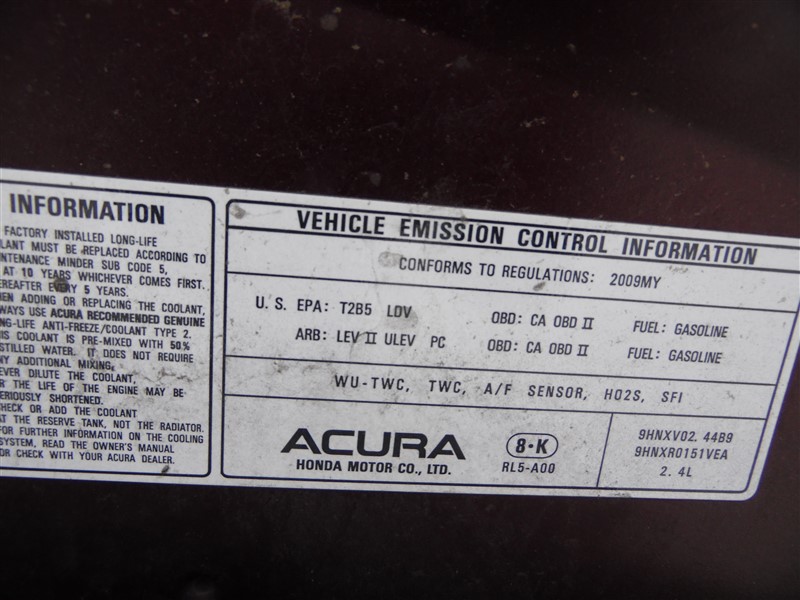 INFORMATION
FACTORY INSTALLED LONG-LIFE
LANT MUST BE REPLACED ACCORDING TO
NTENANCE MINDER SUB CODE 5,
AT 10 YEARS WHICHEVER COMES FIRST.
EREAFTER EVERY 5 YEARS.
EN ADDING OR REPLACING THE COOLANT,
WAYS USE ACURA RECOMMENDED GENUINE
NG-LIFE ANTI-FREEZE/COOLANT TYPE 2.
IS COOLANT IS PRE-MIXED WITH 50%
STILLED WATER. IT DOES NOT REQUIRE
NY ADDITIONAL MIXING.
EVER DILUTE THE COOLANT,
R THE LIFE OF THE ENGINE MAY BE
ERIOUSLY SHORTENED.
HECK OR ADD THE COOLANT
AT THE RESERVE TANK, NOT THE RADIATOR.
FOR FURTHER INFORMATION ON THE COOLING
SYSTEM, READ THE OWNER'S MANUAL
OR CHECK WITH YOUR ACURA DEALER.
VEHICLE EMISSION CONTROL INFORMATION
CONFORMS TO REGULATIONS: 2009MY
U. S. EPA: T2B5 LDV OBD: CA OBD II FUEL: GASOLINE
ARB: LEV II ULEV PC OBD: CA OBD II FUEL: GASOLINE
WU-TWC, TWC, A/F SENSOR, HO2S, SFI
ACURA
HONDA MOTOR CO., LTD.
8·K
RL5-A00
9HNXV02. 44B9
9HNXR0151VEA
2. 4L